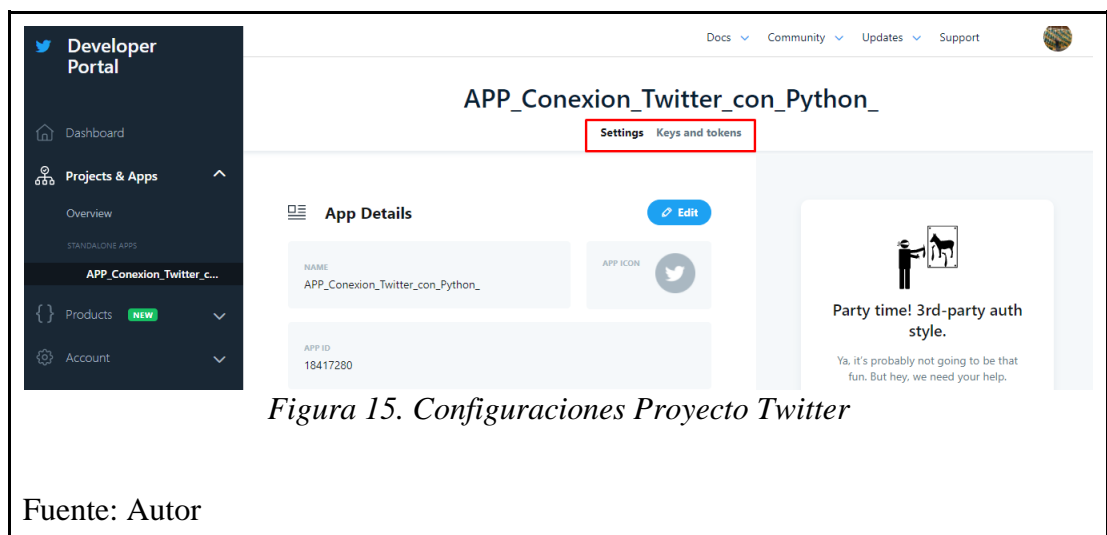 Developer
Portal
Dashboard
Projects & Apps
Overview
STANDALONE APPS
APP_Conexion_Twitter_c...
Products NEW
Account
Docs Community Updates Support
APP_Conexion_Twitter_con_Python_
Settings Keys and tokens
App Details
Edit
NAME
APP_Conexion_Twitter_con_Python_
APP ICON
APP ID
18417280
Party time! 3rd-party auth
style.
Ya, it's probably not going to be that
fun. But hey, we need your help.
Figura 15. Configuraciones Proyecto Twitter
Fuente: Autor